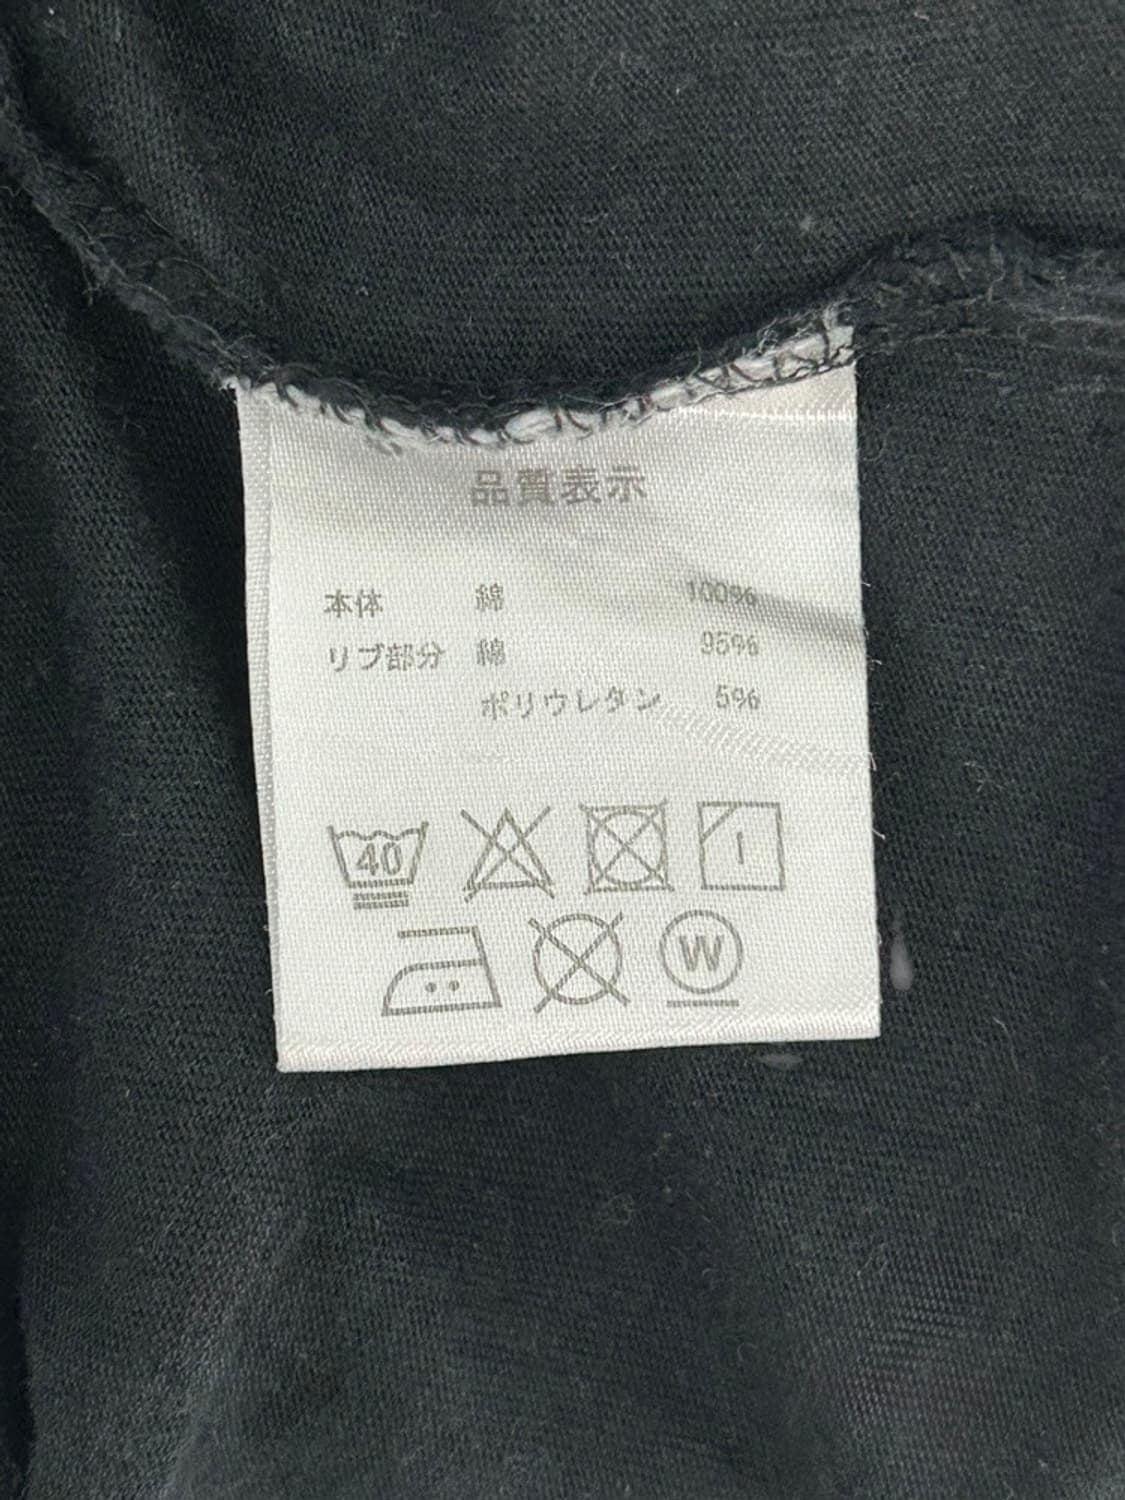 品質表示
本体 綿 100%
リブ部分 綿 95%
ポリウレタン 5%
40
W